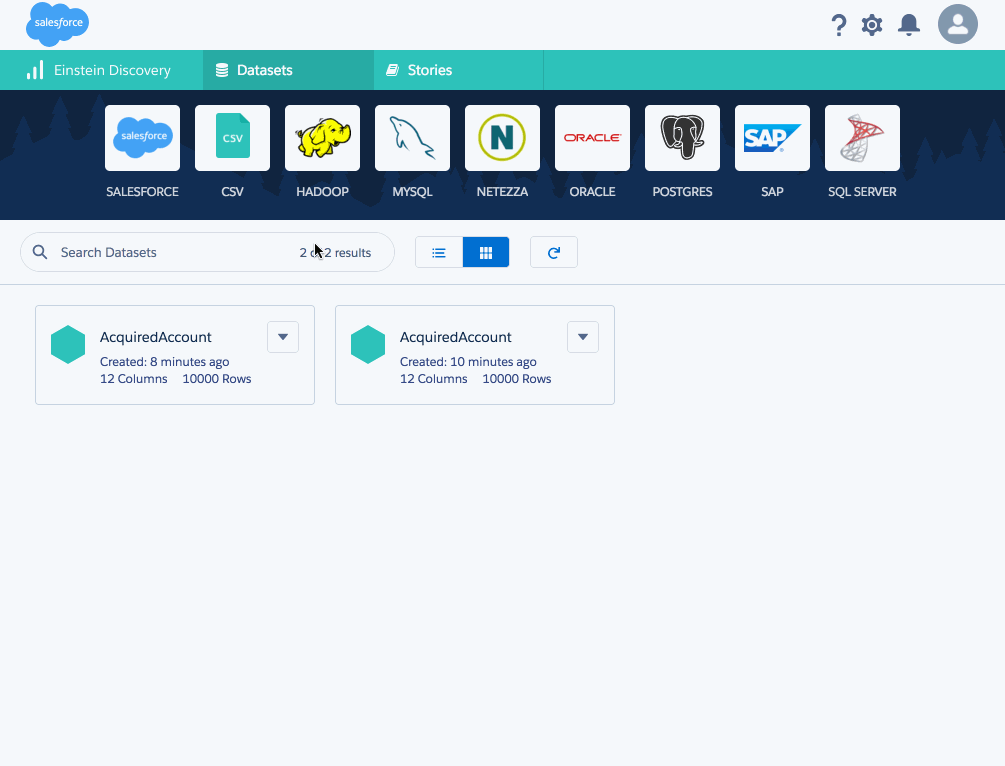 salesforce
Einstein Discovery Datasets Stories
salesforce CSV N ORACLE SAP
SALESFORCE CSV HADOOP MYSQL NETEZZA ORACLE POSTGRES SAP SQL SERVER
Search Datasets 2 2 results
AcquiredAccount AcquiredAccount
Created: 8 minutes ago Created: 10 minutes ago
12 Columns 10000 Rows 12 Columns 10000 Rows